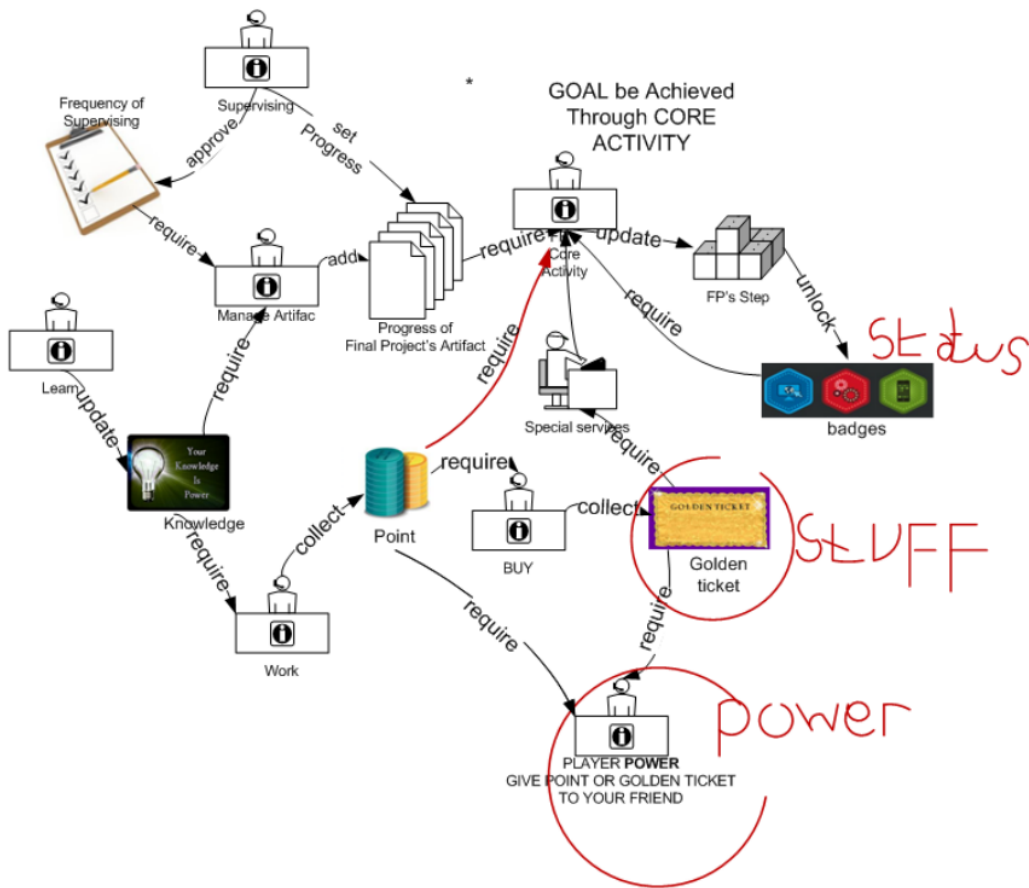 Supervising
*
GOAL be Achieved
Through CORE
ACTIVITY
Frequency of
Supervising
approve
set
Progress
require
Manage Artifac
add
Progress of
Final Project's Artifact
require
Core
Activity
update
FP's Step
unlock
status
badges
require
Learn
update
require
Your
Knowledge
Is
Power
Knowledge
require
Work
collect
Point
require
require
BUY
collect
Special services
require
GOLDEN TICKET
Golden
ticket
STUFF
require
require
power
PLAYER POWER
GIVE POINT OR GOLDEN TICKET
TO YOUR FRIEND